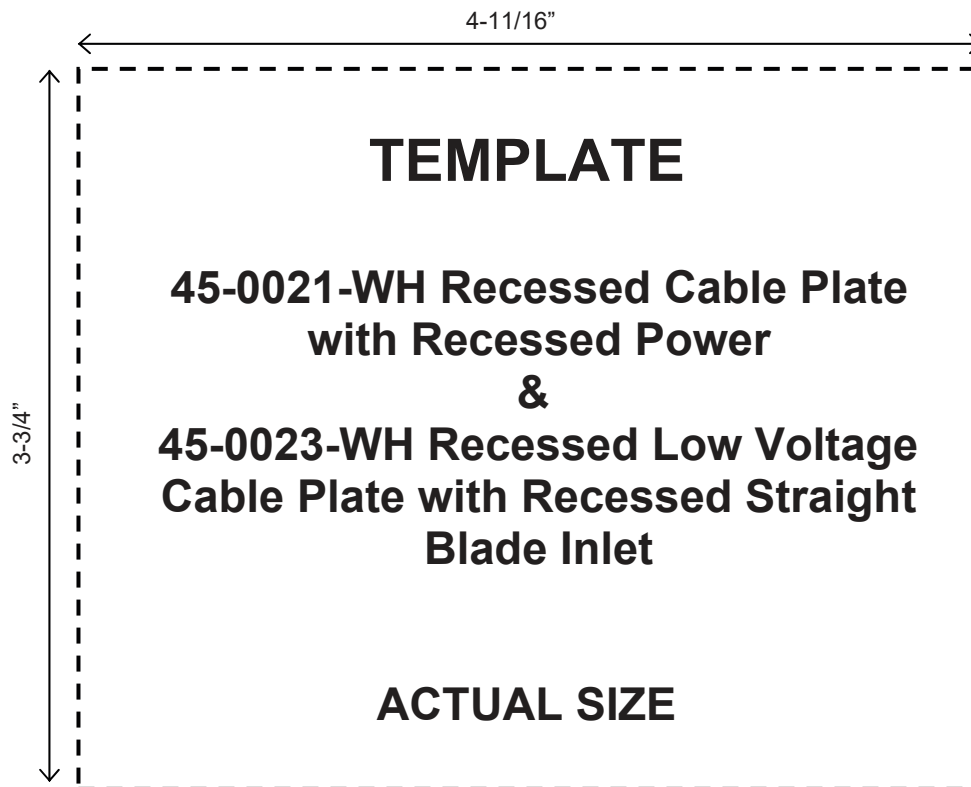 4-11/16”
3-3/4”
TEMPLATE
45-0021-WH Recessed Cable Plate
with Recessed Power
&
45-0023-WH Recessed Low Voltage
Cable Plate with Recessed Straight
Blade Inlet
ACTUAL SIZE